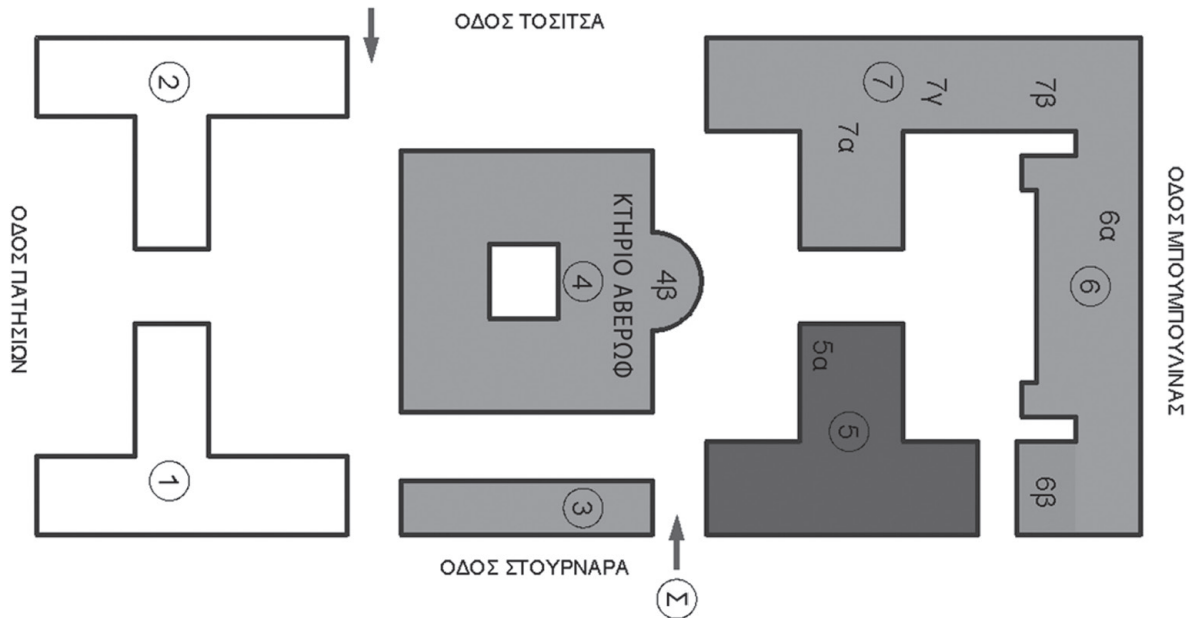 ΟΔΟΣ ΤΟΣΙΤΣΑ
2
7
7γ
7β
7α
ΟΔΟΣ ΠΑΤΗΣΙΩΝ
ΚΤΗΡΙΟ ΑΒΕΡΩΦ
4
4β
6α
6
ΟΔΟΣ ΜΠΟΥΜΠΟΥΛΙΝΑΣ
5α
5
1
3
6β
ΟΔΟΣ ΣΤΟΥΡΝΑΡΑ
Σ